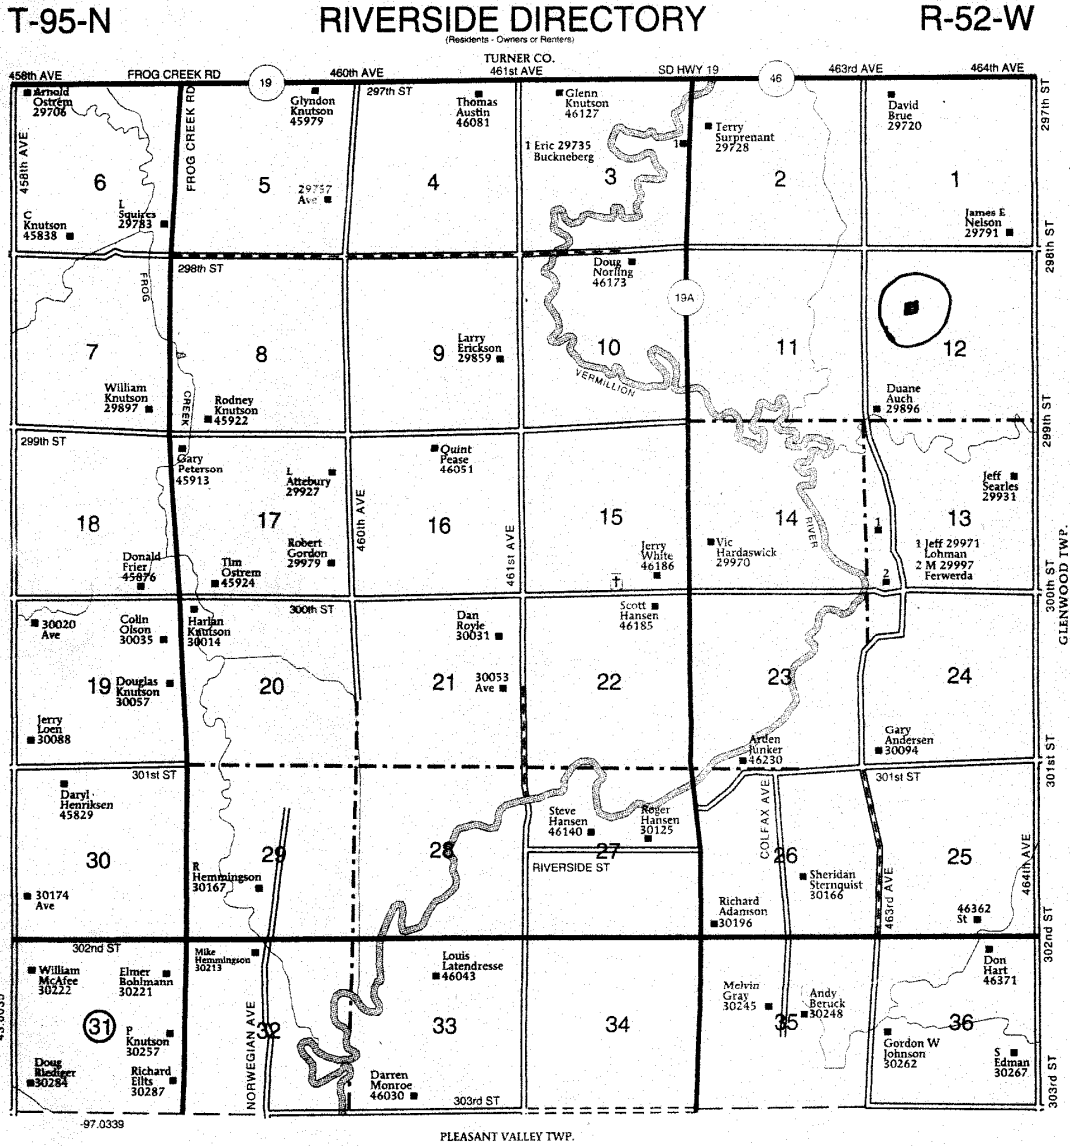 T-95-N
RIVERSIDE DIRECTORY
R-52-W
(Residents - Owners or Renters)
TURNER CO.
458th AVE
FROG CREEK RD
460th AVE
461st AVE
SD HWY 19
463rd AVE
464th AVE
19
46
297th ST
297th ST
458th AVE
FROG CREEK RD
Arnold
Ostrem
29706
Glyndon
Knutson
45979
Thomas
Austin
46081
Glenn
Knutson
46127
1 Eric 29735
Buckneberg
1
Terry
Surprenant
29728
David
Brue
29720
6
5
4
3
2
1
29757
Ave
L
Squires
29783
C
Knutson
45838
James E
Nelson
29791
298th ST
298th ST
Doug
Norling
46173
19A
FROG
7
8
9
10
11
12
Larry
Erickson
29859
VERMILLION
William
Knutson
29897
CREEK
Rodney
Knutson
45922
Duane
Auch
29896
299th ST
299th ST
Gary
Peterson
45913
L
Attebury
29927
Quint
Pease
46051
Jeff
Searles
29931
18
17
16
15
14
13
460th AVE
461st AVE
RIVER
Robert
Gordon
29979
Donald
Frier
45876
Tim
Ostrem
45924
Jerry
White
46186
Vic
Hardaswick
29970
1
1 Jeff 29971
Lohman
2 M 29997
Ferwerda
2
300th ST
300th ST
GLENWOOD TWP.
30020
Ave
Colin
Olson
30035
Harlan
Knutson
30014
Dan
Royle
30031
Scott
Hansen
46185
19
Douglas
Knutson
30057
20
21
30053
Ave
22
23
24
Jerry
Loen
30088
Arden
Junker
46230
Gary
Andersen
30094
301st ST
301st ST
301st ST
Daryl
Henriksen
45829
Steve
Hansen
46140
Roger
Hansen
30125
COLFAX AVE
30
29
28
27
26
25
RIVERSIDE ST
R
Hemmingson
30167
Sheridan
Sternquist
30166
463rd AVE
464th AVE
30174
Ave
Richard
Adamson
30196
46362
St
302nd ST
302nd ST
Mike
Hemmingson
30213
William
McAfee
30222
Elmer
Bohlmann
30221
Louis
Latendresse
46043
Don
Hart
46371
Melvin
Gray
30245
Andy
Beruck
30248
31
32
33
34
35
36
P
Knutson
30257
NORWEGIAN AVE
Gordon W
Johnson
30262
S
Edman
30267
Doug
Riediger
30284
Richard
Ellts
30287
Darren
Monroe
46030
303rd ST
303rd ST
-97.0339
PLEASANT VALLEY TWP.